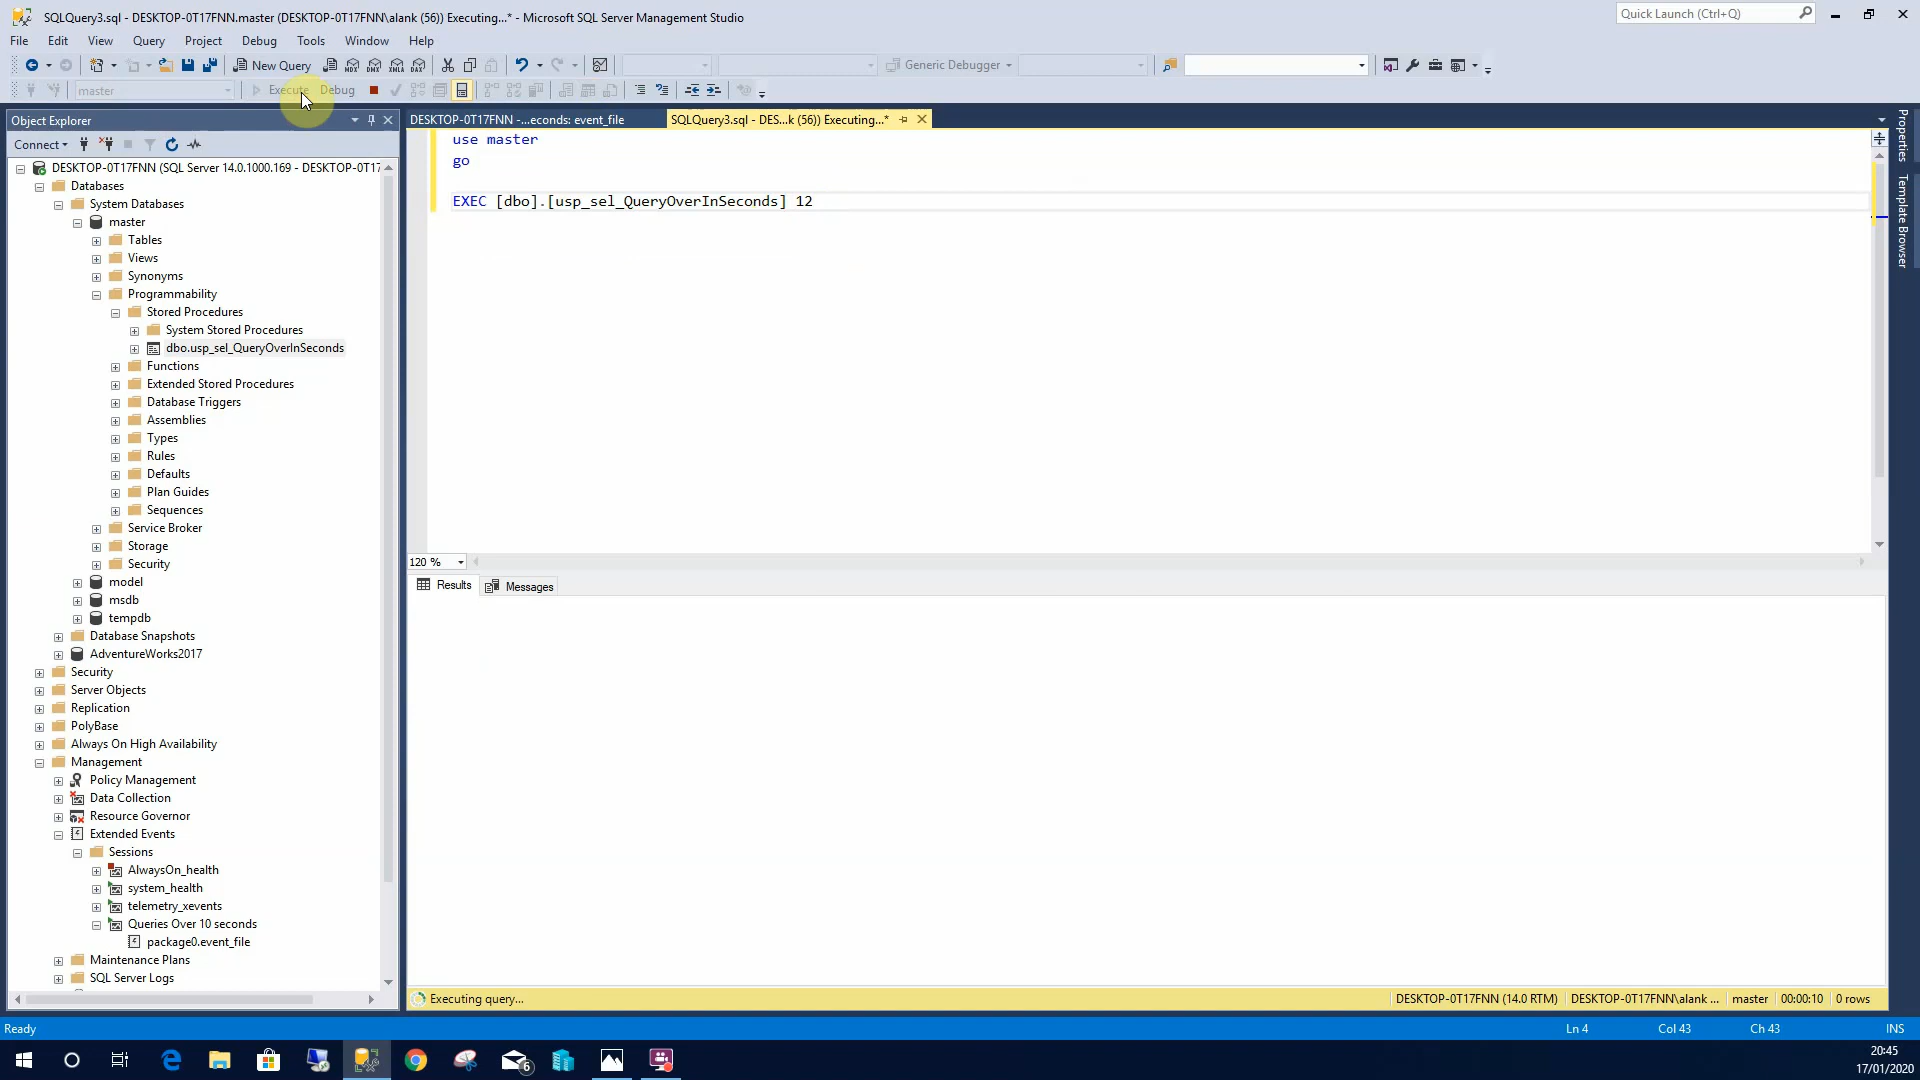 SQLQuery3.sql - DESKTOP-0T17FNN.master (DESKTOP-0T17FNN\alank (56)) Executing...* - Microsoft SQL Server Management Studio
Quick Launch (Ctrl+Q)
File Edit View Query Project Debug Tools Window Help
New Query
MDX DMX XMLA DAX
Generic Debugger
master
Execute Debug
Object Explorer
DESKTOP-0T17FNN -...econds: event_file
SQLQuery3.sql - DES...k (56)) Executing...*
Connect
DESKTOP-0T17FNN (SQL Server 14.0.1000.169 - DESKTOP-0T17
Databases
System Databases
master
Tables
Views
Synonyms
Programmability
Stored Procedures
System Stored Procedures
dbo.usp_sel_QueryOverInSeconds
Functions
Extended Stored Procedures
Database Triggers
Assemblies
Types
Rules
Defaults
Plan Guides
Sequences
Service Broker
Storage
Security
model
msdb
tempdb
Database Snapshots
AdventureWorks2017
Security
Server Objects
Replication
PolyBase
Always On High Availability
Management
Policy Management
Data Collection
Resource Governor
Extended Events
Sessions
AlwaysOn_health
system_health
telemetry_xevents
Queries Over 10 seconds
package0.event_file
Maintenance Plans
SQL Server Logs
use master
go
EXEC [dbo].[usp_sel_QueryOverInSeconds] 12
120 %
Results
Messages
Properties
Template Browser
Executing query...
DESKTOP-0T17FNN (14.0 RTM) DESKTOP-0T17FNN\alank ... master 00:00:10 0 rows
Ready
Ln 4
Col 43
Ch 43
INS
6
20:45
17/01/2020